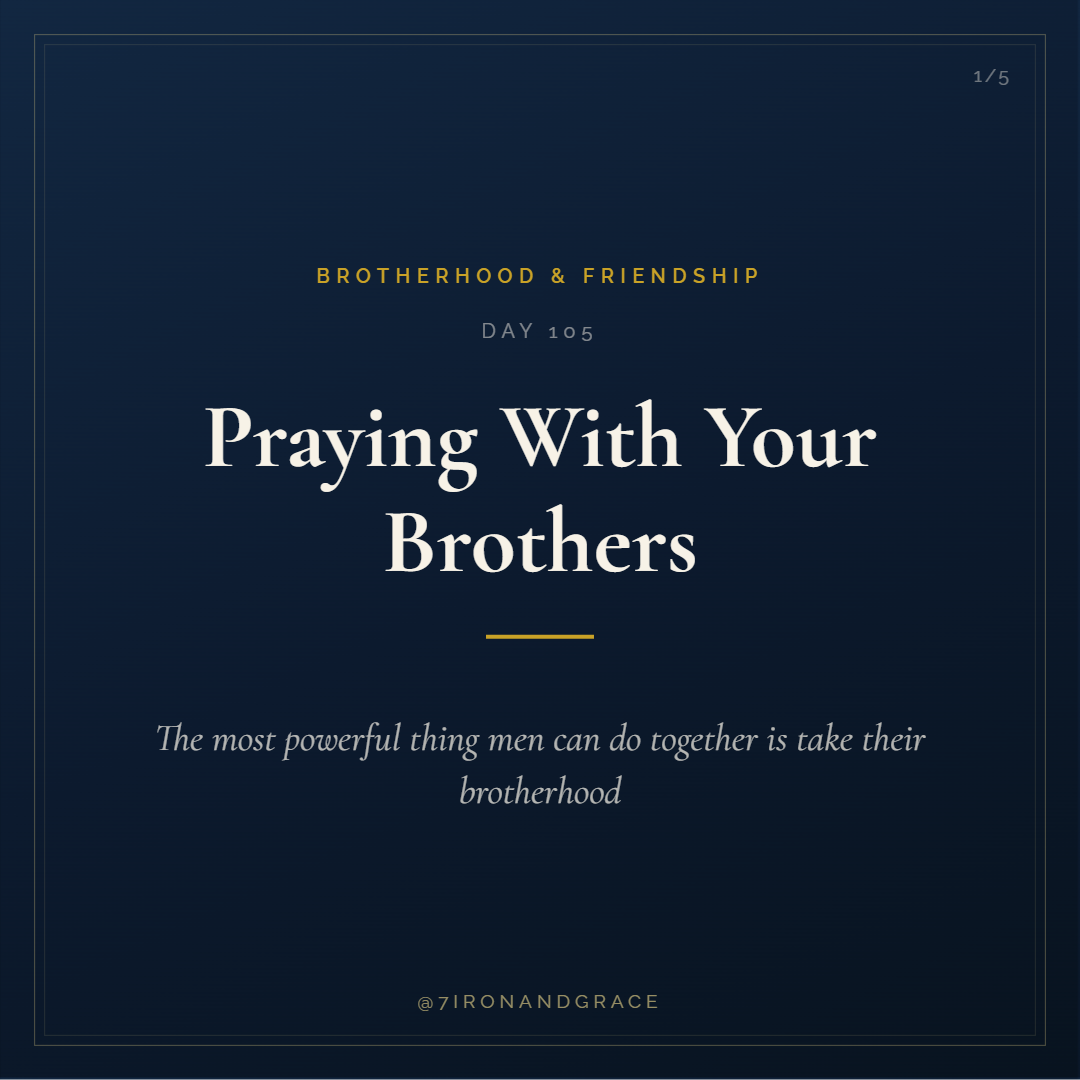 1/5
BROTHERHOOD & FRIENDSHIP
DAY 105
Praying With Your
Brothers
The most powerful thing men can do together is take their
brotherhood
@7IRONANDGRACE